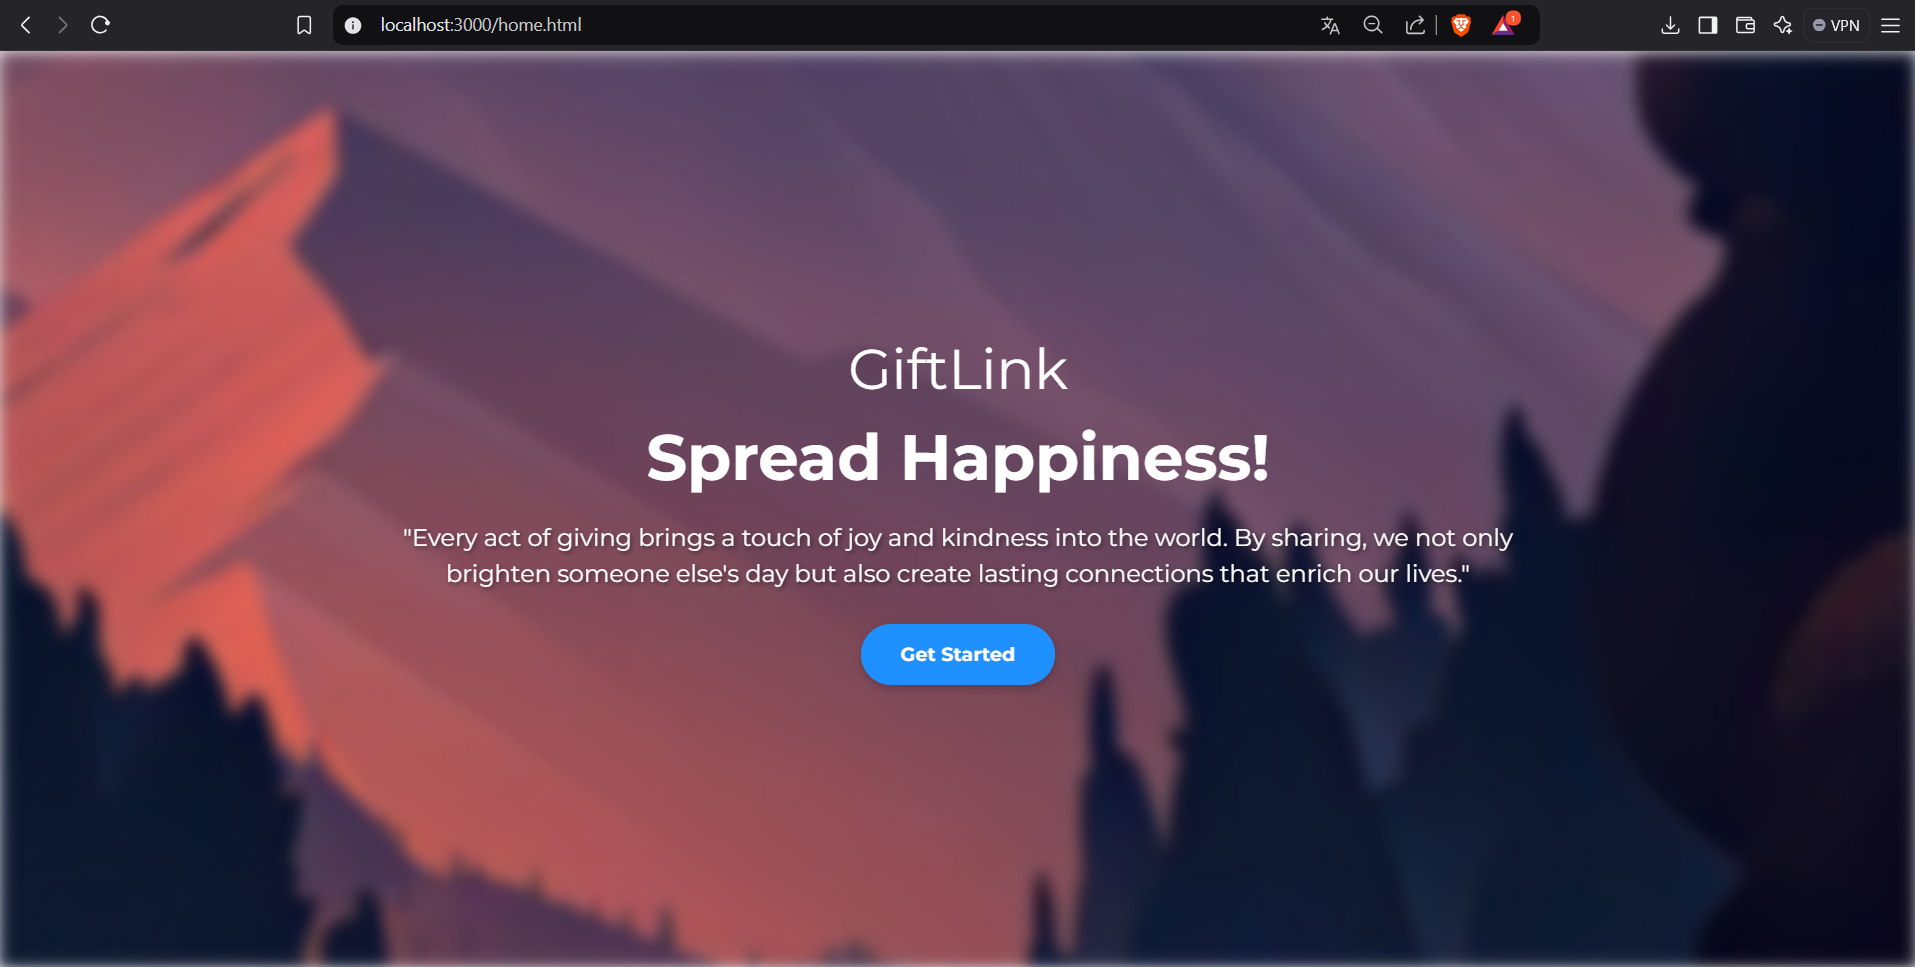 localhost:3000/home.html
1
VPN
GiftLink
Spread Happiness!
"Every act of giving brings a touch of joy and kindness into the world. By sharing, we not only
brighten someone else's day but also create lasting connections that enrich our lives."
Get Started